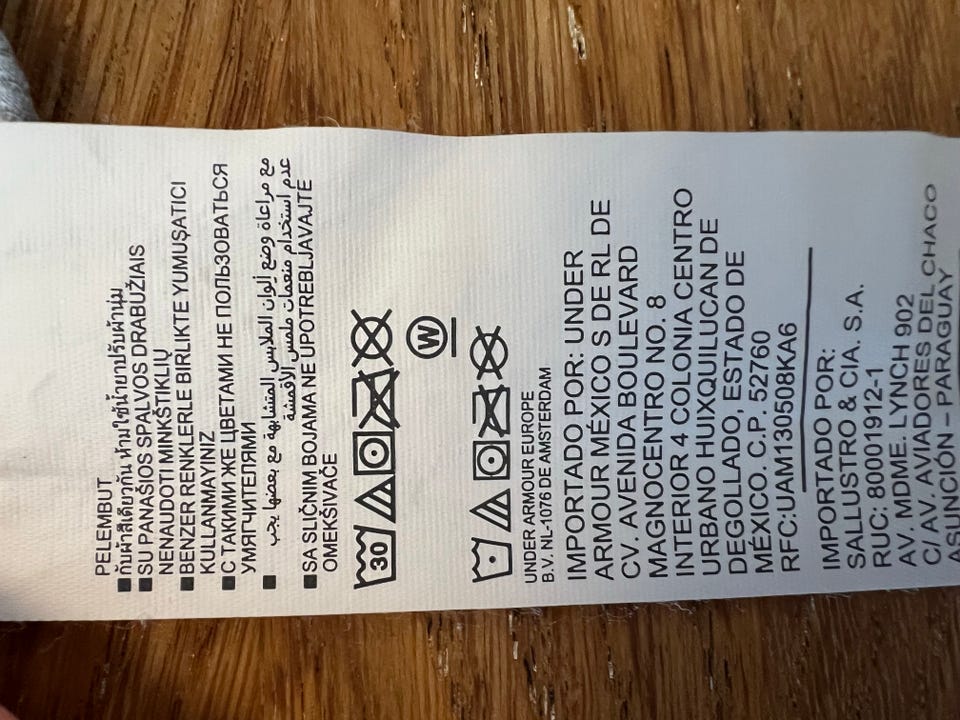 PELEMBUT
■ กับผ้าสีเดียวกัน ห้ามใช้น้ำยาปรับผ้านุ่ม
■ SU PANAŠIOS SPALVOS DRABUŽIAIS
NENAUDOTI MINKŠTIKLIŲ
■ BENZER RENKLERLE BIRLIKTE YUMUŞATICI
KULLANMAYINIZ
■ С ТАКИМИ ЖЕ ЦВЕТАМИ НЕ ПОЛЬЗОВАТЬСЯ
УМЯГЧИТЕЛЯМИ
■ مع مراعاة وضع ألوان الملابس المتشابهة مع بعضها يجب
عدم استخدام منعمات ملمس الأقمشة
■ SA SLIČNIM BOJAMA NE UPOTREBLJAVAJTE
OMEKŠIVAČE
30
W
UNDER ARMOUR EUROPE
B.V. NL-1076 DE AMSTERDAM
IMPORTADO POR: UNDER
ARMOUR MÉXICO S DE RL DE
CV. AVENIDA BOULEVARD
MAGNOCENTRO NO. 8
INTERIOR 4 COLONIA CENTRO
URBANO HUIXQUILUCAN DE
DEGOLLADO, ESTADO DE
MÉXICO. C.P. 52760
RFC:UAM130508KA6
IMPORTADO POR:
SALLUSTRO & CIA. S.A.
RUC: 80001912-1
AV. MDME. LYNCH 902
C/ AV. AVIADORES DEL CHACO
ASUNCIÓN – PARAGUAY